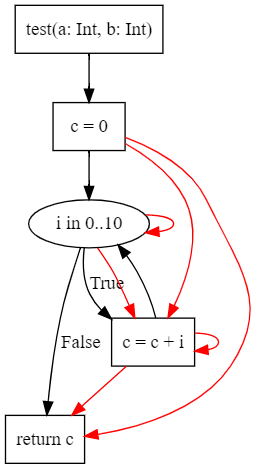 test(a: Int, b: Int)
c = 0
i in 0..10
True
c = c + i
False
return c